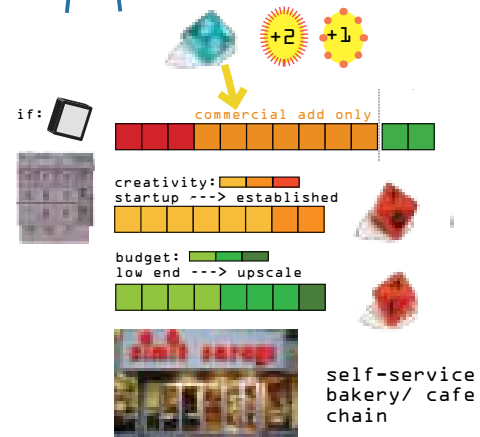 +2
+1
if:
commercial add only
creativity:
startup ---> established
budget:
low end ---> upscale
self-service
bakery/ cafe
chain